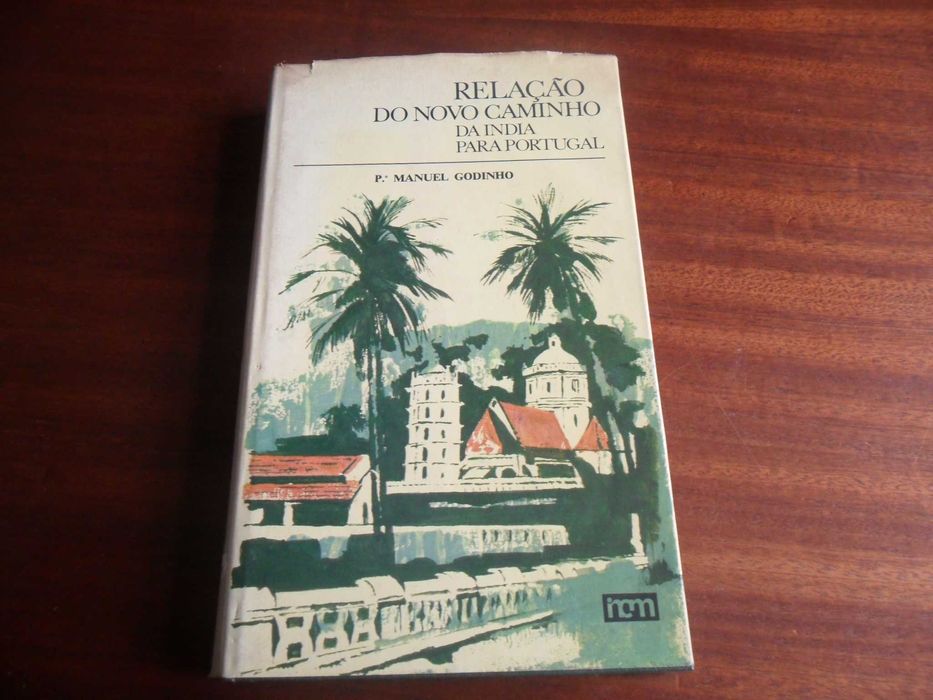 RELAÇÃO
DO NOVO CAMINHO
DA INDIA
PARA PORTUGAL
P.e MANUEL GODINHO
incm